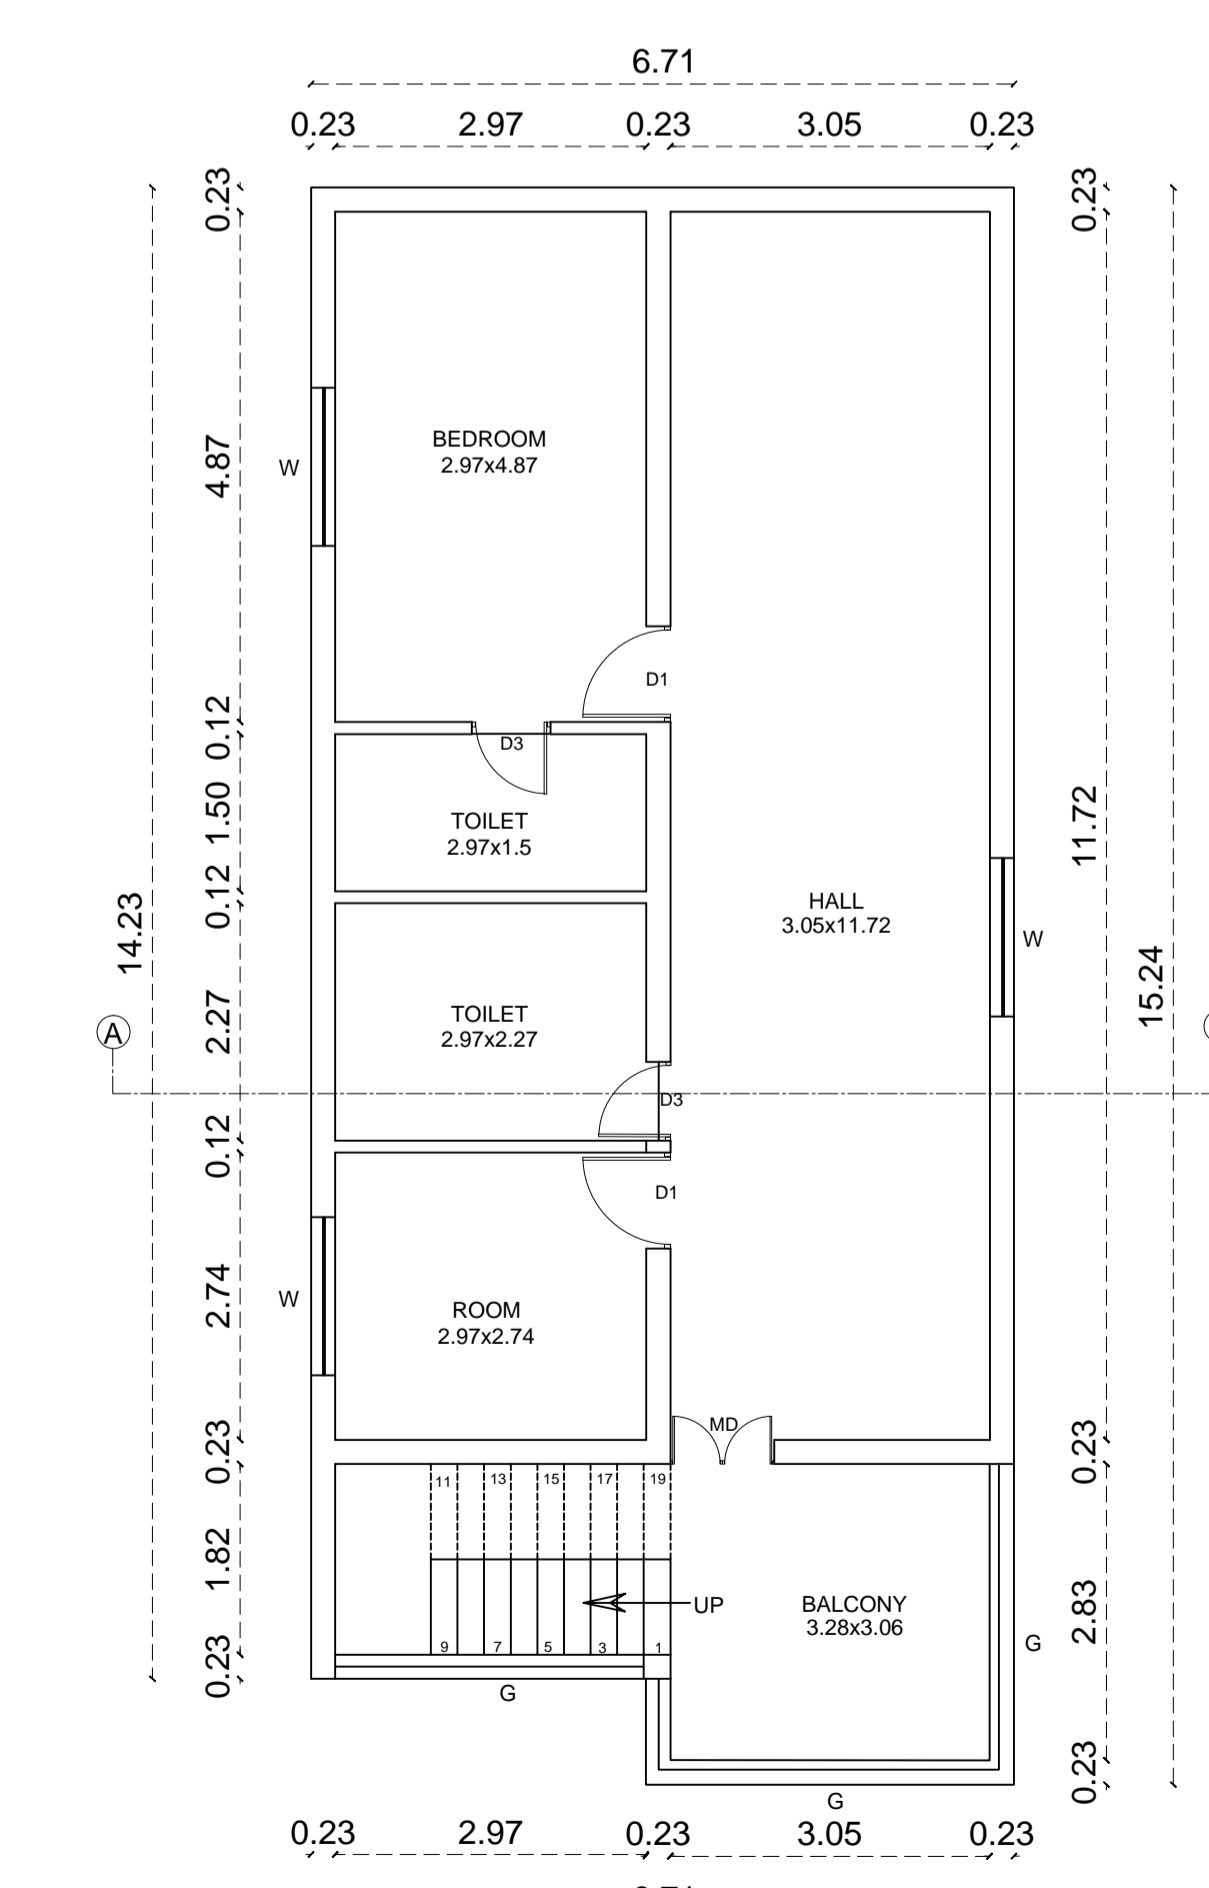 6.71
0.23 2.97 0.23 3.05 0.23
0.23
4.87
0.12
1.50
0.12
2.27
0.12
2.74
0.23
1.82
0.23
14.23
0.23
11.72
0.23
2.83
0.23
15.24
BEDROOM
2.97x4.87
W
D1
D3
TOILET
2.97x1.5
HALL
3.05x11.72
W
TOILET
2.97x2.27
A
D3
D1
W
ROOM
2.97x2.74
MD
11 13 15 17 19
UP
BALCONY
3.28x3.06
9 7 5 3 1
G
G
G
0.23 2.97 0.23 3.05 0.23